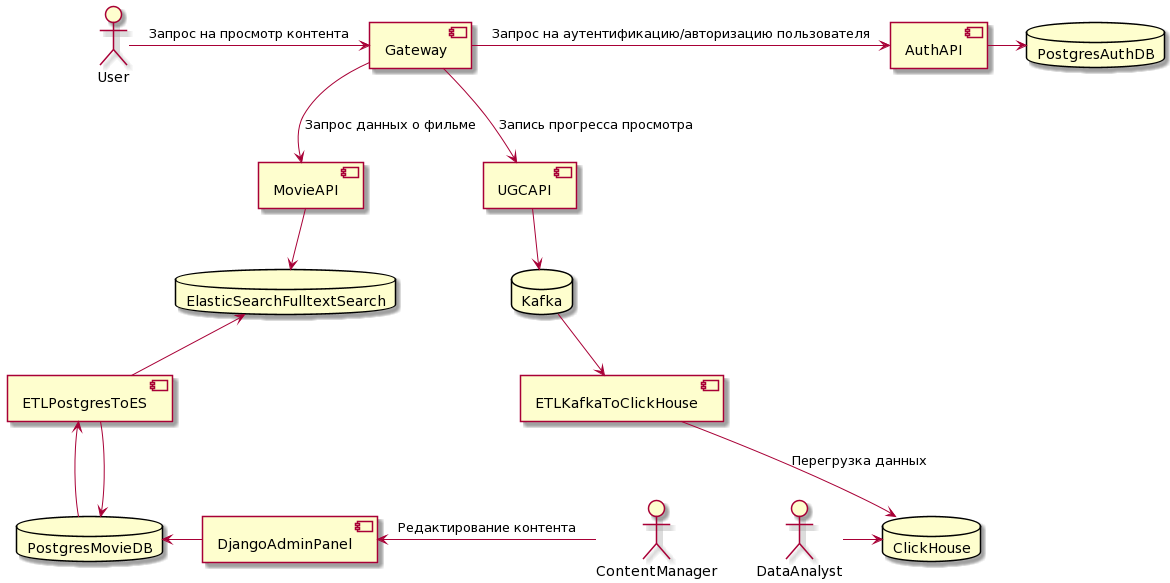 Запрос на просмотр контента
Запрос на аутентификацию/авторизацию пользователя
Gateway
AuthAPI
PostgresAuthDB
User
Запрос данных о фильме
Запись прогресса просмотра
MovieAPI
UGCAPI
ElasticSearchFulltextSearch
Kafka
ETLPostgresToES
ETLKafkaToClickHouse
Перегрузка данных
Редактирование контента
PostgresMovieDB
DjangoAdminPanel
ClickHouse
ContentManager
DataAnalyst